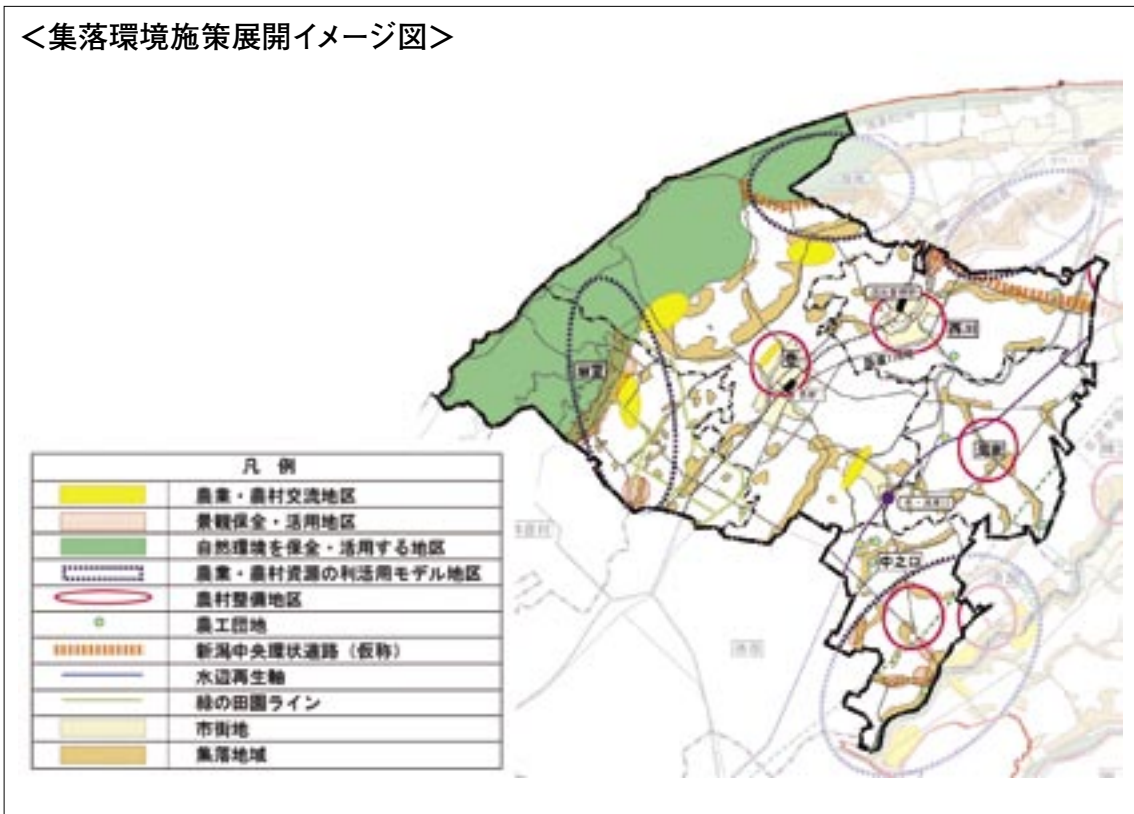 <集落環境施策展開イメージ図>
西川
巻
潟東
中之口
凡 例
農業・農村交流地区
景観保全・活用地区
自然環境を保全・活用する地区
農業・農村資源の利活用モデル地区
農村整備地区
農工団地
新潟中央環状道路(仮称)
水辺再生軸
緑の田園ライン
市街地
集落地域